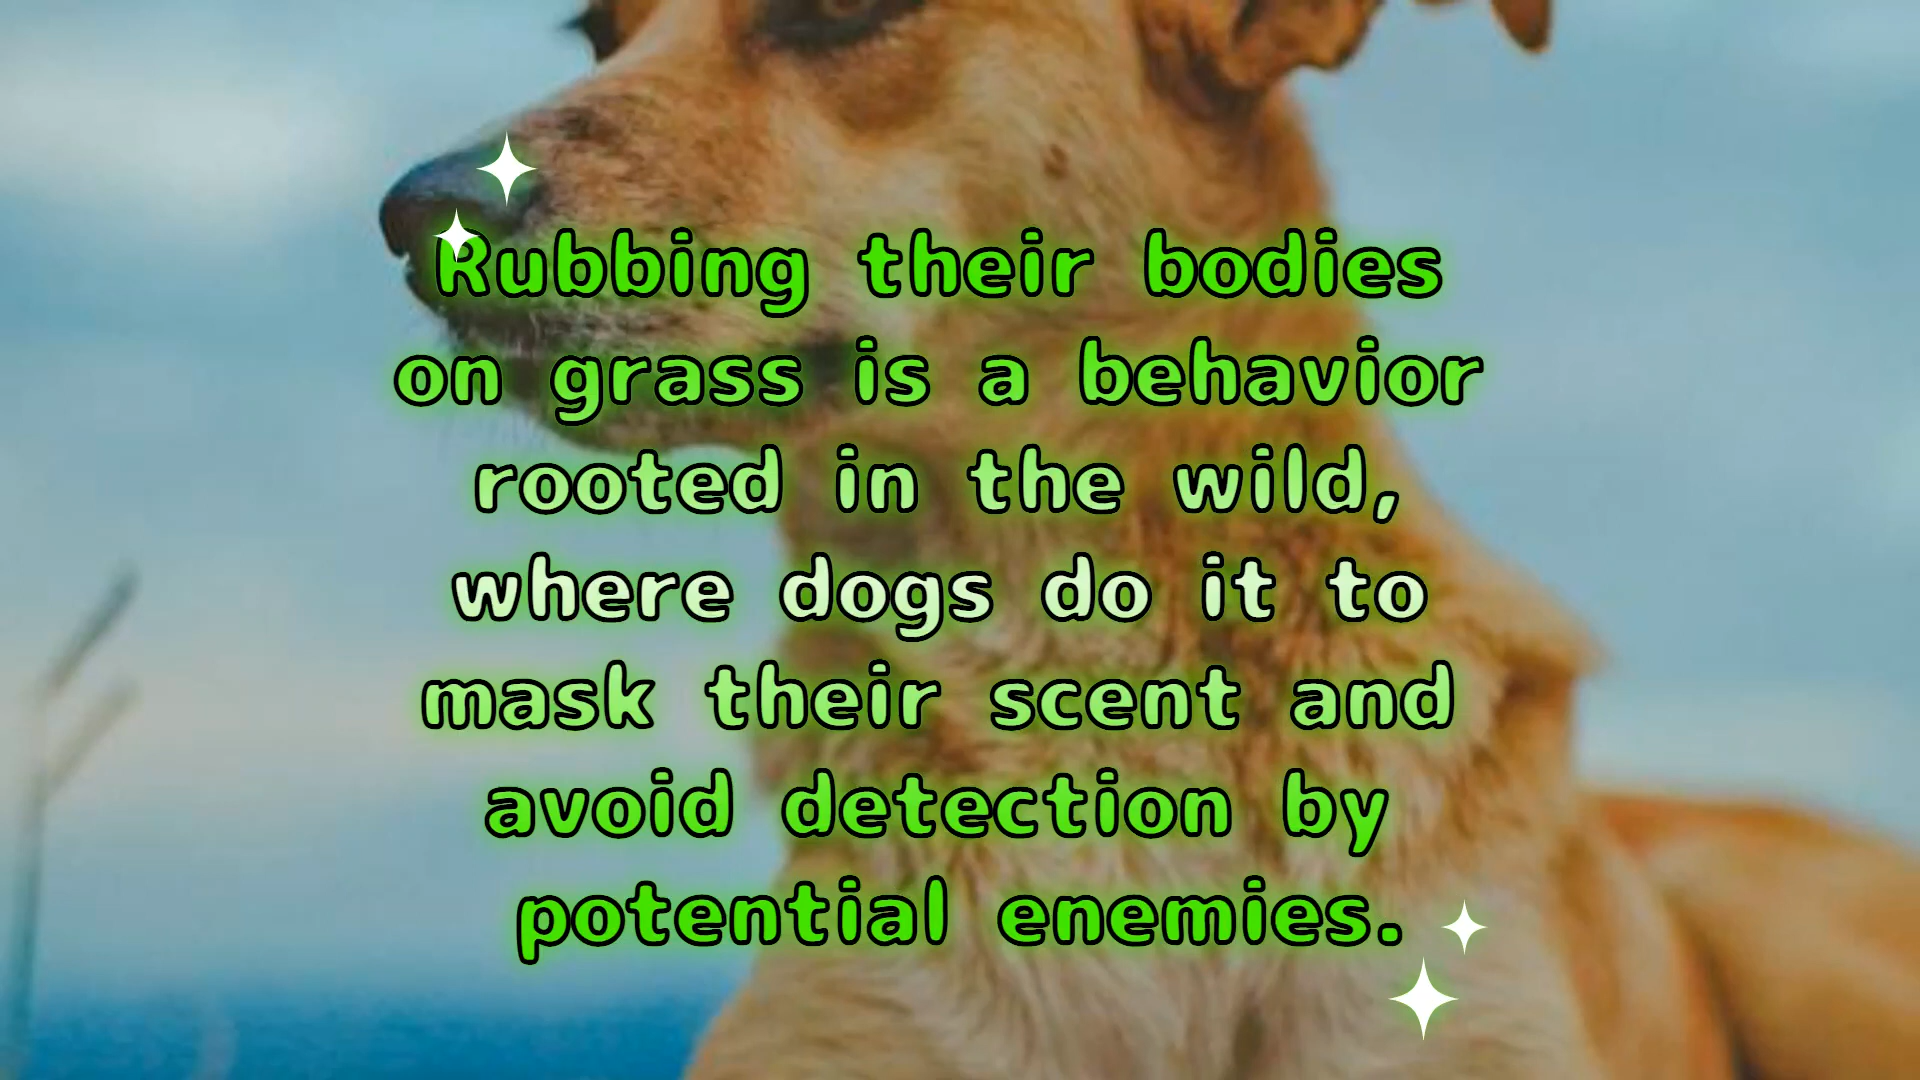 Rubbing their bodies
on grass is a behavior
rooted in the wild,
where dogs do it to
mask their scent and
avoid detection by
potential enemies.